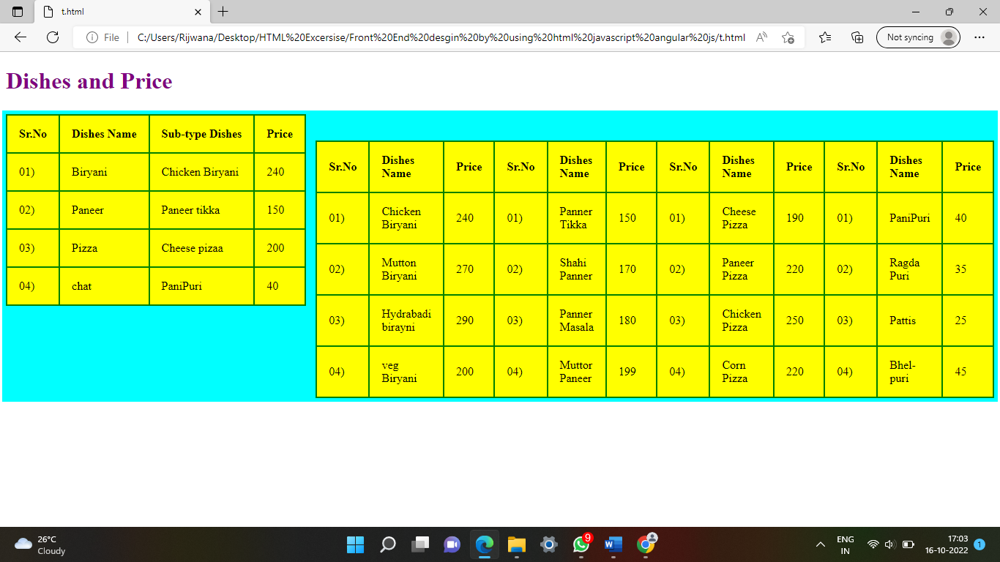 t.html
File
C:/Users/Rijwana/Desktop/HTML%20Excersise/Front%20End%20desgin%20by%20using%20html%20javascript%20angular%20js/t.html
Not syncing
Dishes and Price
Sr.No Dishes Name Sub-type Dishes Price
01) Biryani Chicken Biryani 240
02) Paneer Paneer tikka 150
03) Pizza Cheese pizaa 200
04) chat PaniPuri 40
Sr.No Dishes Name Price Sr.No Dishes Name Price Sr.No Dishes Name Price Sr.No Dishes Name Price
01) Chicken Biryani 240 01) Panner Tikka 150 01) Cheese Pizza 190 01) PaniPuri 40
02) Mutton Biryani 270 02) Shahi Panner 170 02) Paneer Pizza 220 02) Ragda Puri 35
03) Hydrabadi birayni 290 03) Panner Masala 180 03) Chicken Pizza 250 03) Pattis 25
04) veg Biryani 200 04) Muttor Paneer 199 04) Corn Pizza 220 04) Bhel-puri 45
26°C
Cloudy
9
ENG
IN
17:03
16-10-2022
1